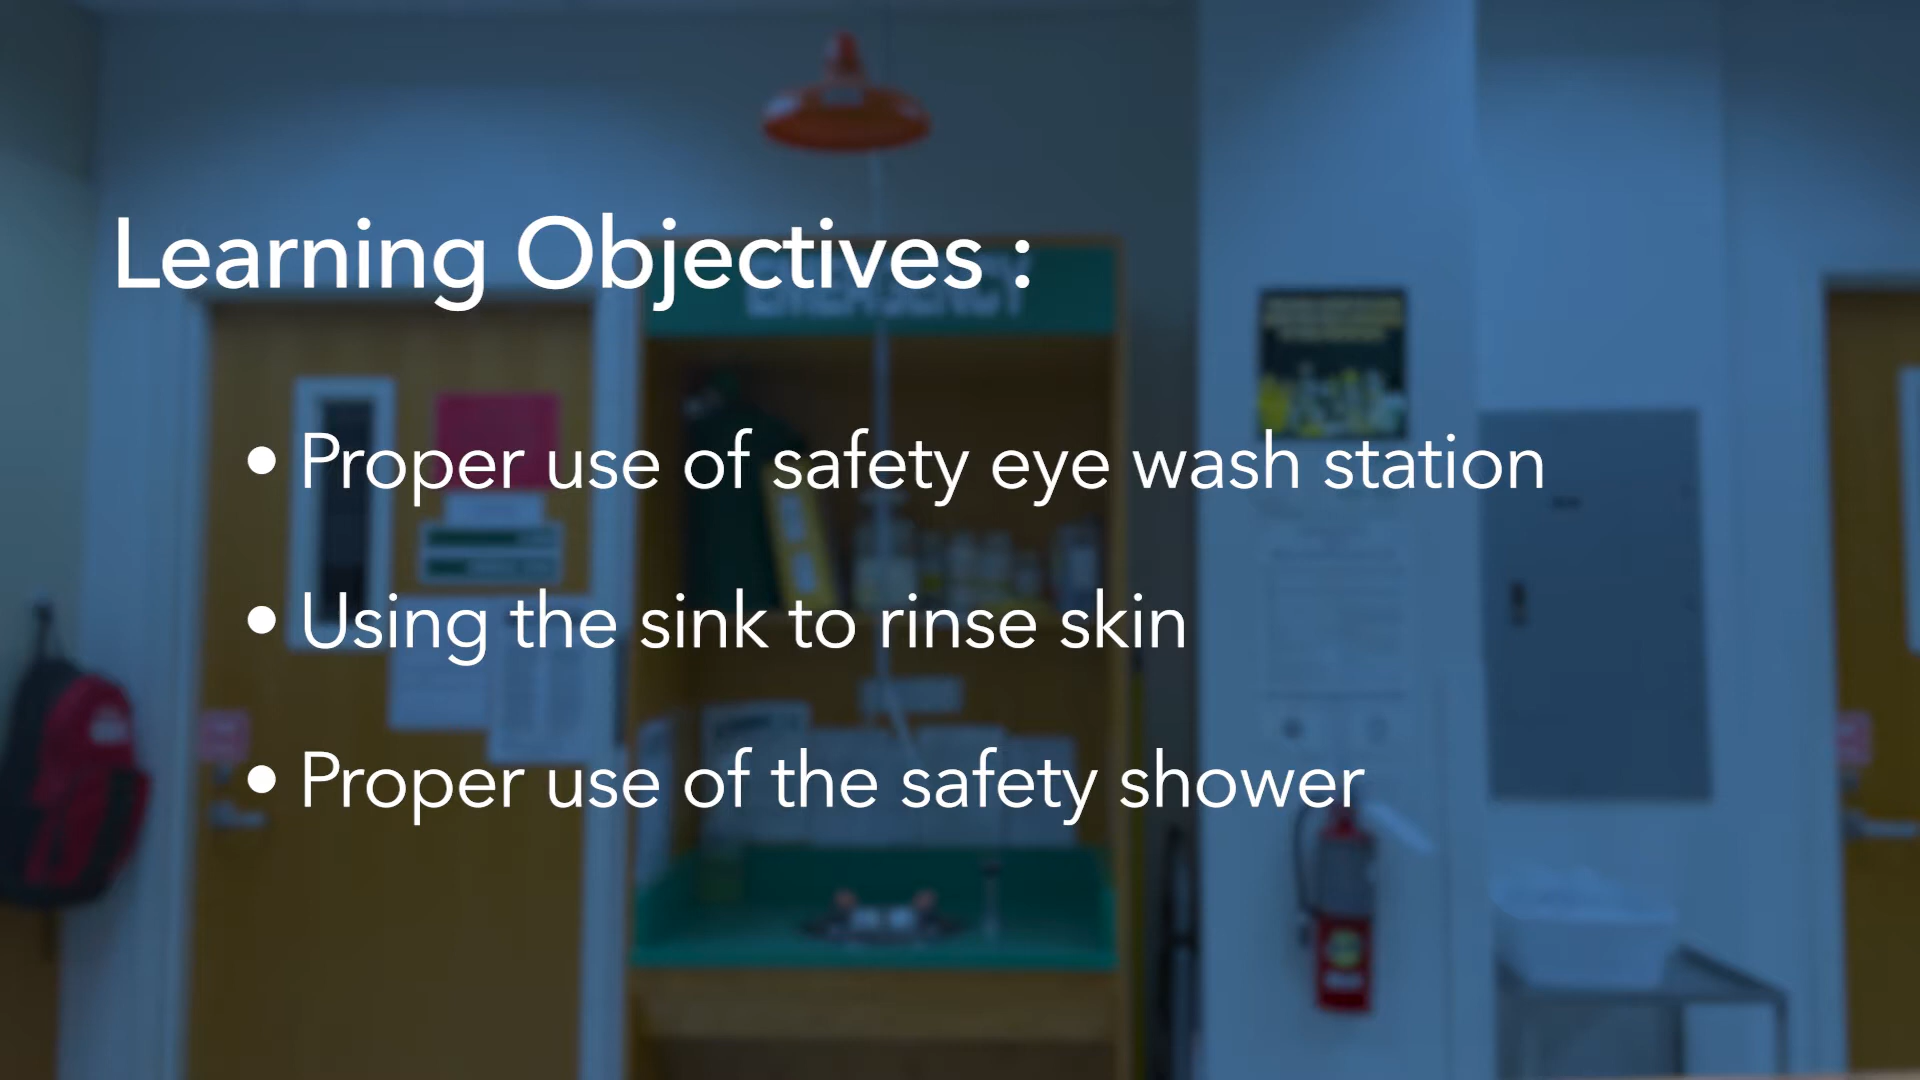 Learning Objectives :
• Proper use of safety eye wash station
• Using the sink to rinse skin
• Proper use of the safety shower